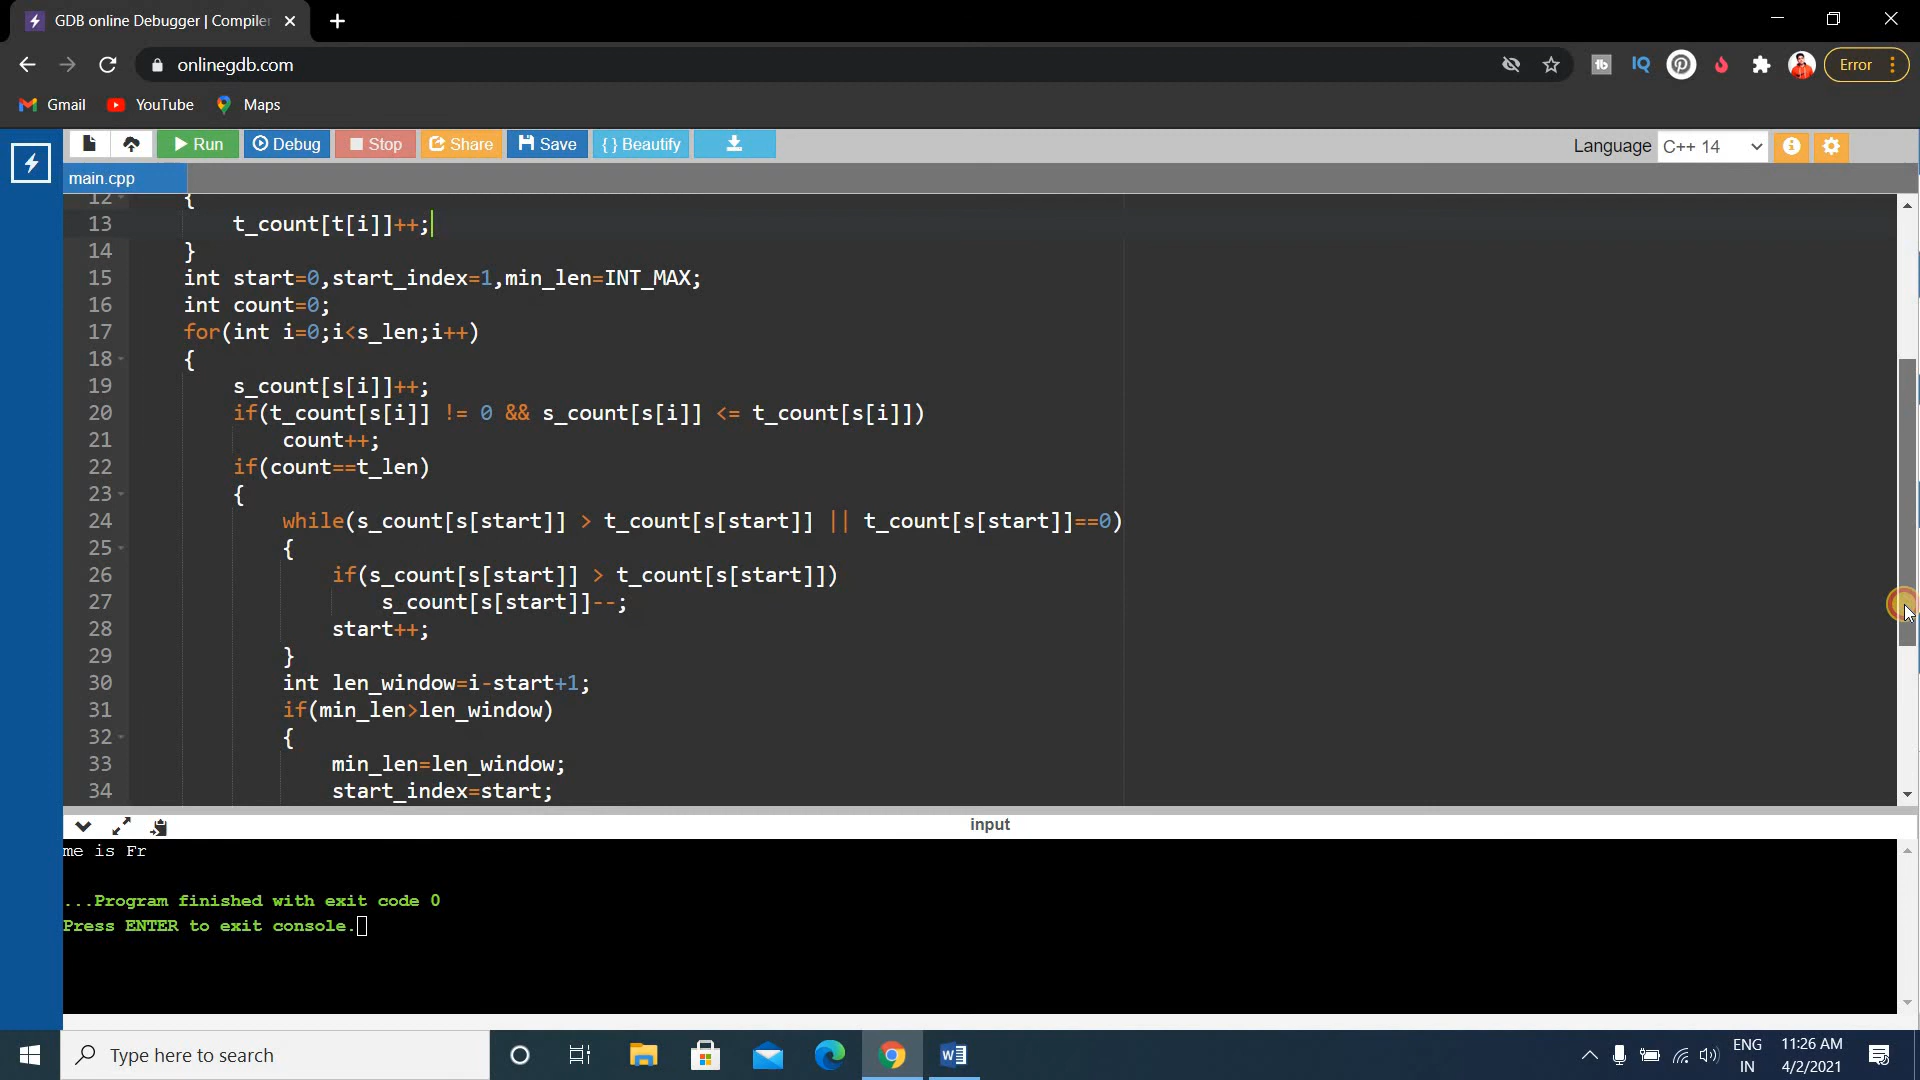 GDB online Debugger | Compiler
onlinegdb.com
Error
Gmail YouTube Maps
Run Debug Stop Share Save { } Beautify
Language C++ 14
main.cpp
12 {
13 t_count[t[i]]++;
14 }
15 int start=0,start_index=1,min_len=INT_MAX;
16 int count=0;
17 for(int i=0;i<s_len;i++)
18 {
19 s_count[s[i]]++;
20 if(t_count[s[i]] != 0 && s_count[s[i]] <= t_count[s[i]])
21 count++;
22 if(count==t_len)
23 {
24 while(s_count[s[start]] > t_count[s[start]] || t_count[s[start]]==0)
25 {
26 if(s_count[s[start]] > t_count[s[start]])
27 s_count[s[start]]--;
28 start++;
29 }
30 int len_window=i-start+1;
31 if(min_len>len_window)
32 {
33 min_len=len_window;
34 start_index=start;
input
me is Fr
...Program finished with exit code 0
Press ENTER to exit console.
Type here to search
ENG
IN
11:26 AM
4/2/2021